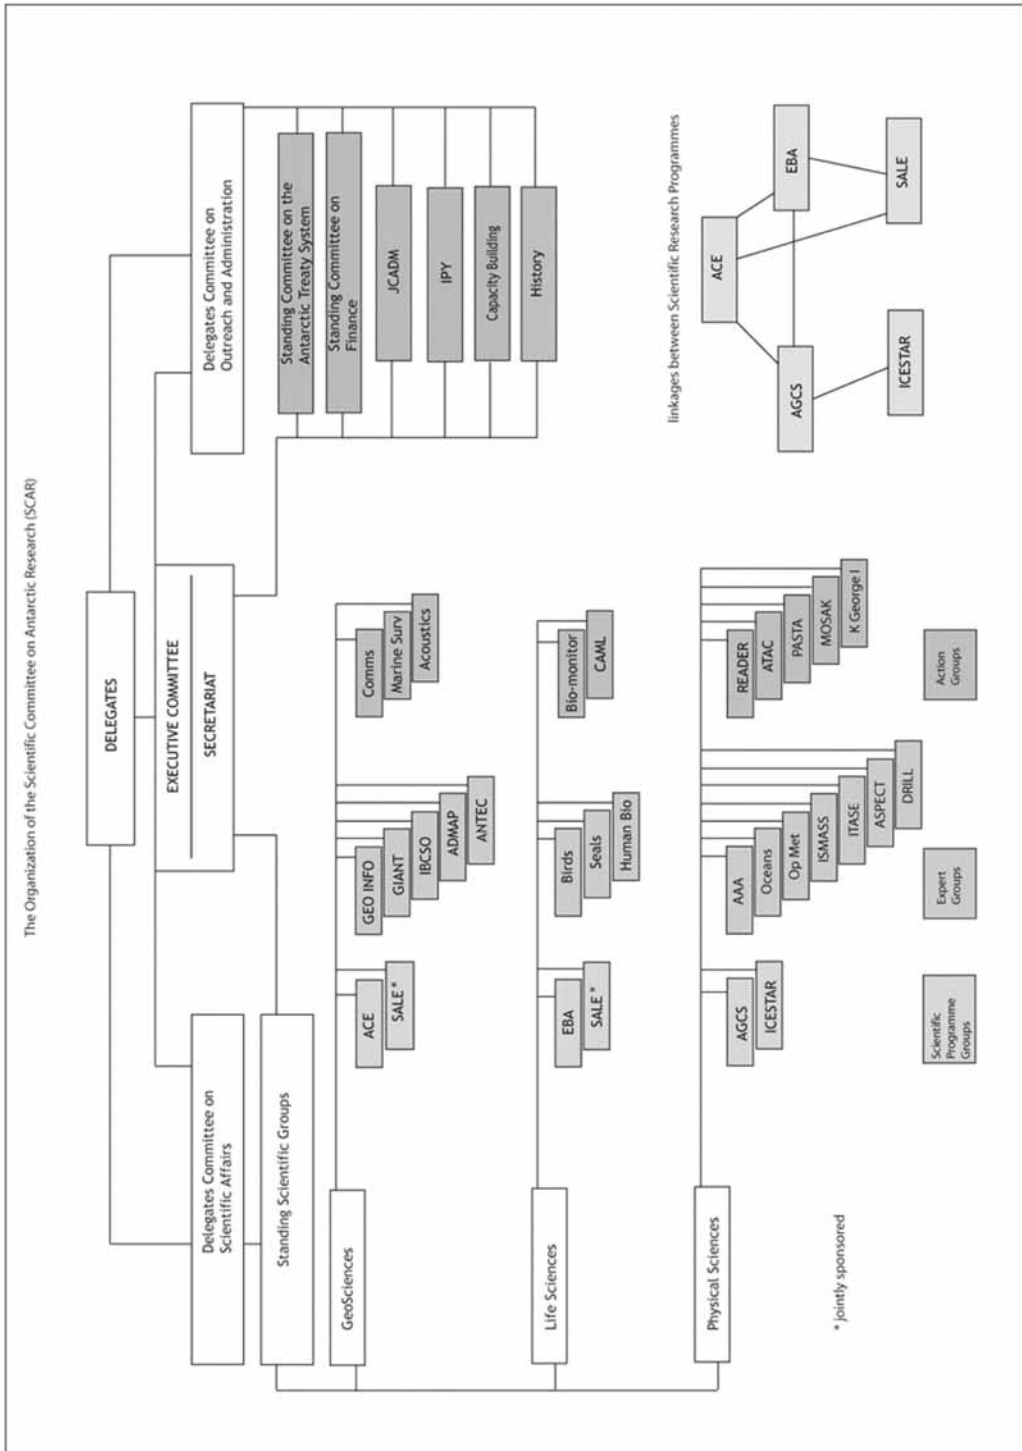 The Organization of the Scientific Committee on Antarctic Research (SCAR)
DELEGATES
EXECUTIVE COMMITTEE
SECRETARIAT
Delegates Committee on
Scientific Affairs
Standing Scientific Groups
Delegates Committee on
Outreach and Administration
Standing Committee on the
Antarctic Treaty System
Standing Committee on
Finance
JCADM
IPY
Capacity Building
History
GeoSciences
ACE
SALE *
GEO INFO
GIANT
IBCSO
ADMAP
ANTEC
Comms
Marine Surv
Acoustics
Life Sciences
EBA
SALE *
Birds
Seals
Human Bio
Bio-monitor
CAML
Physical Sciences
AGCS
ICESTAR
AAA
Oceans
Op Met
ISMASS
ITASE
ASPECT
DRILL
READER
ATAC
PASTA
MOSAK
K George I
linkages between Scientific Research Programmes
ACE
AGCS
EBA
ICESTAR
SALE
* jointly sponsored
Scientific
Programme
Groups
Expert
Groups
Action
Groups